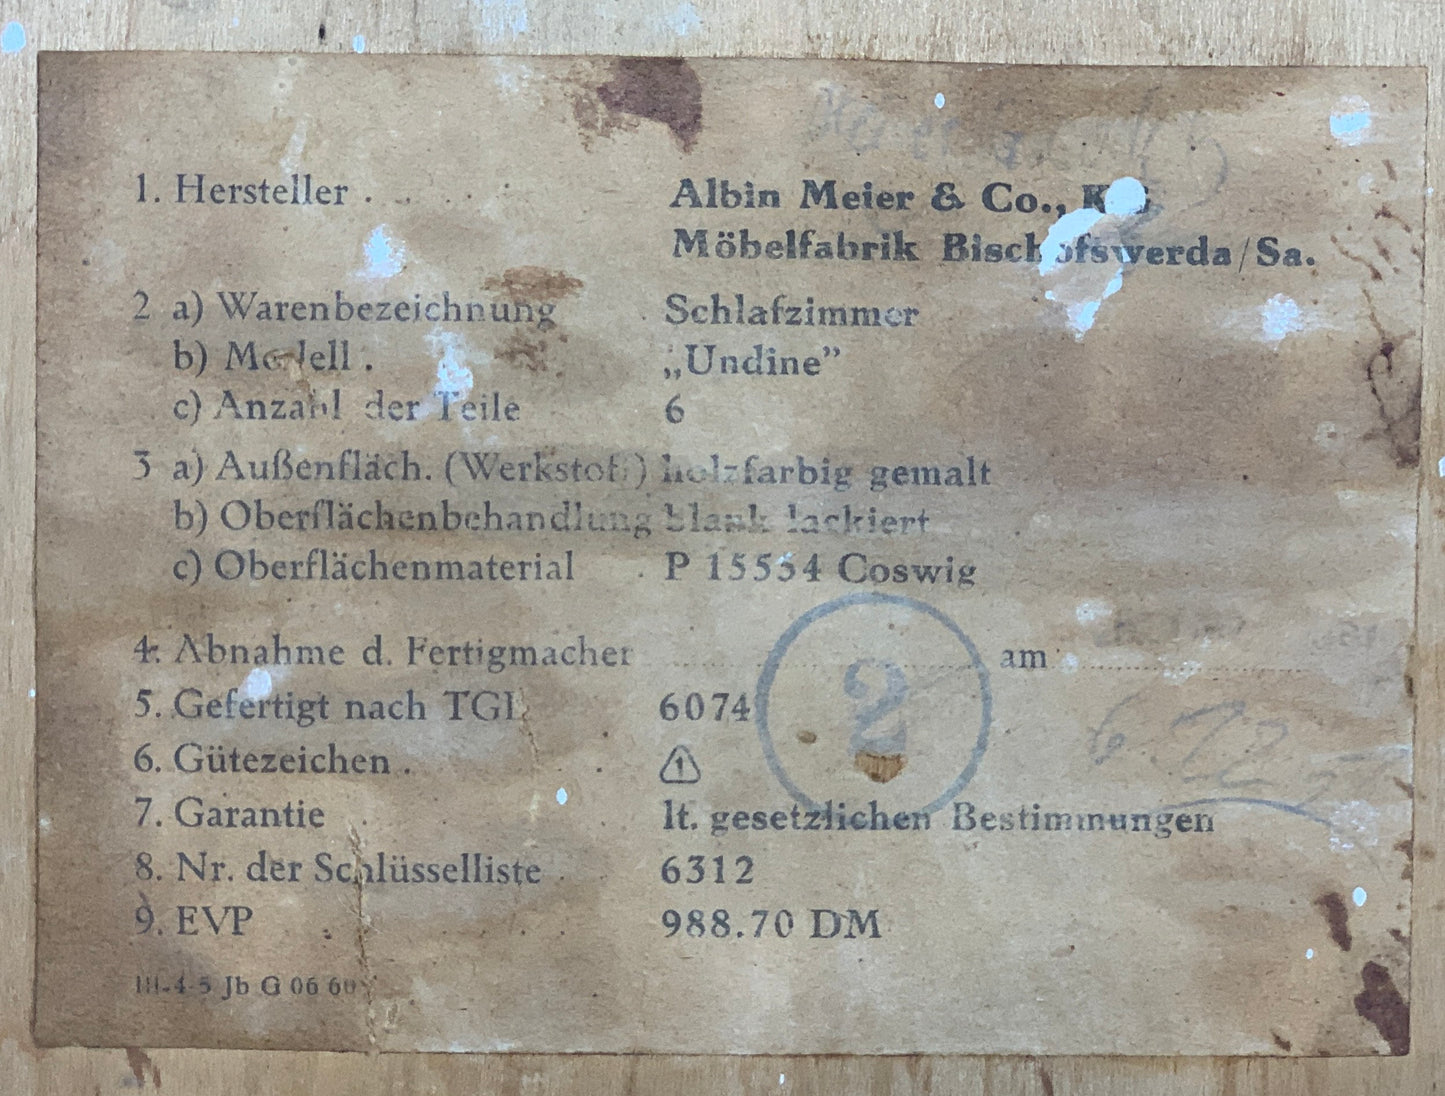 1. Hersteller . Albin Meier & Co., KG
Möbelfabrik Bischofswerda/Sa.
2 a) Warenbezeichnung Schlafzimmer
b) Modell . „Undine”
c) Anzahl der Teile 6
3 a) Außenfläch. (Werkstoff) holzfarbig gemalt
b) Oberflächenbehandlung blank lackiert
c) Oberflächenmaterial P 15554 Coswig
4. Abnahme d. Fertigmacher am
5. Gefertigt nach TGL 6074
2
6. Gütezeichen . 1
7. Garantie lt. gesetzlichen Bestimmungen
8. Nr. der Schlüsselliste 6312
9. EVP 988.70 DM
III-4-5 Jb G 06 60